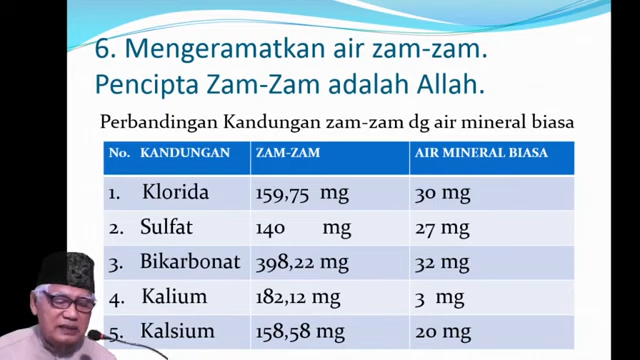 6. Mengeramatkan air zam-zam.
Pencipta Zam-Zam adalah Allah.
Perbandingan Kandungan zam-zam dg air mineral biasa
No. KANDUNGAN ZAM-ZAM AIR MINERAL BIASA
1. Klorida 159,75 mg 30 mg
2. Sulfat 140 mg 27 mg
3. Bikarbonat 398,22 mg 32 mg
4. Kalium 182,12 mg 3 mg
5. Kalsium 158,58 mg 20 mg